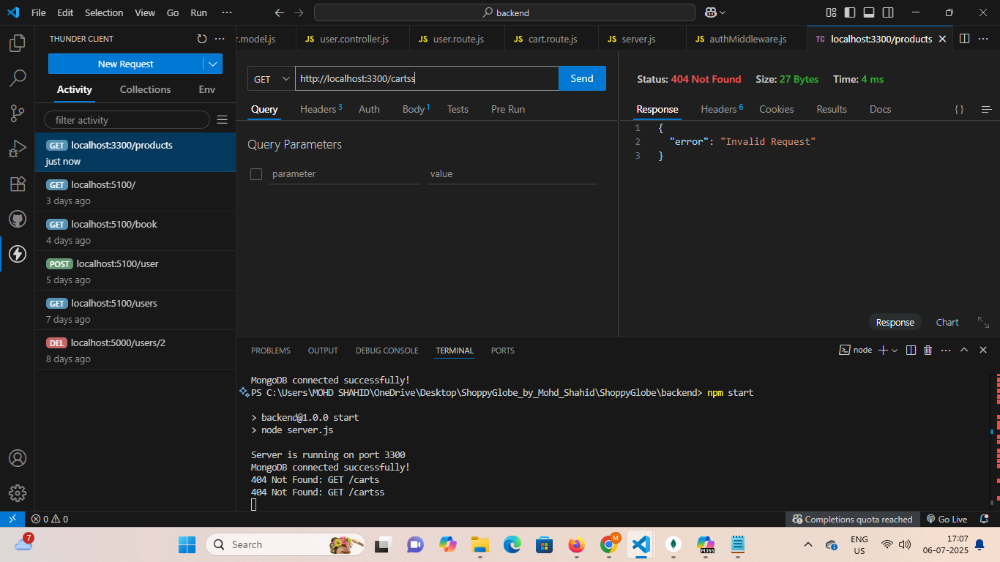 File Edit Selection View Go Run ··· backend
THUNDER CLIENT
New Request
Activity Collections Env
filter activity
GET localhost:3300/products
just now
GET localhost:5100/
3 days ago
GET localhost:5100/book
4 days ago
POST localhost:5100/user
5 days ago
GET localhost:5100/users
7 days ago
DEL localhost:5000/users/2
8 days ago
r.model.js JS user.controller.js JS user.route.js JS cart.route.js JS server.js JS authMiddleware.js TC localhost:3300/products
GET http://localhost:3300/cartss Send
Query Headers 3 Auth Body 1 Tests Pre Run
Query Parameters
parameter value
Status: 404 Not Found Size: 27 Bytes Time: 4 ms
Response Headers 6 Cookies Results Docs { }
1 {
2 "error": "Invalid Request"
3 }
Response Chart
PROBLEMS OUTPUT DEBUG CONSOLE TERMINAL PORTS node
MongoDB connected successfully!
PS C:\Users\MOHD SHAHID\OneDrive\Desktop\ShoppyGlobe_by_Mohd_Shahid\ShoppyGlobe\backend> npm start
> backend@1.0.0 start
> node server.js
Server is running on port 3300
MongoDB connected successfully!
404 Not Found: GET /carts
404 Not Found: GET /cartss
0 0 Completions quota reached Go Live
7 Search M M365 ENG US 17:07 06-07-2025